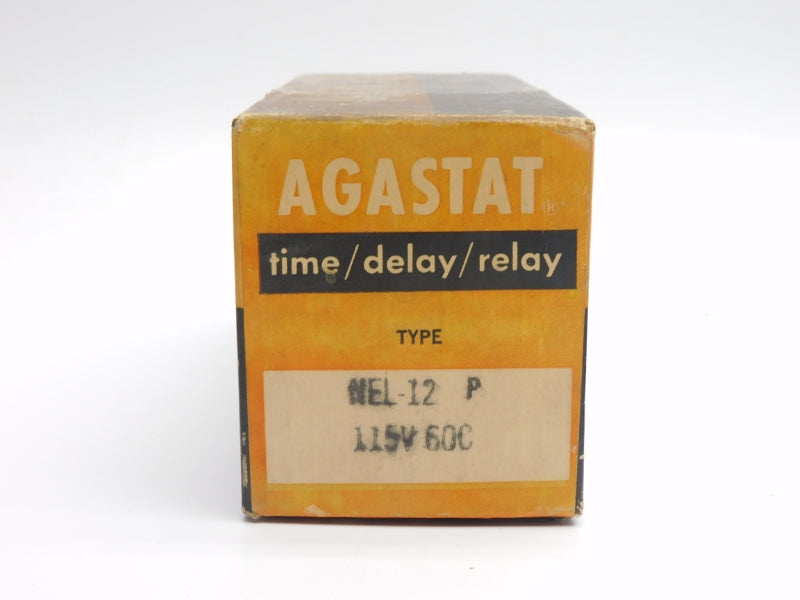 AGASTAT®
time/delay/relay
TYPE
NEL-12 P
115V 60C